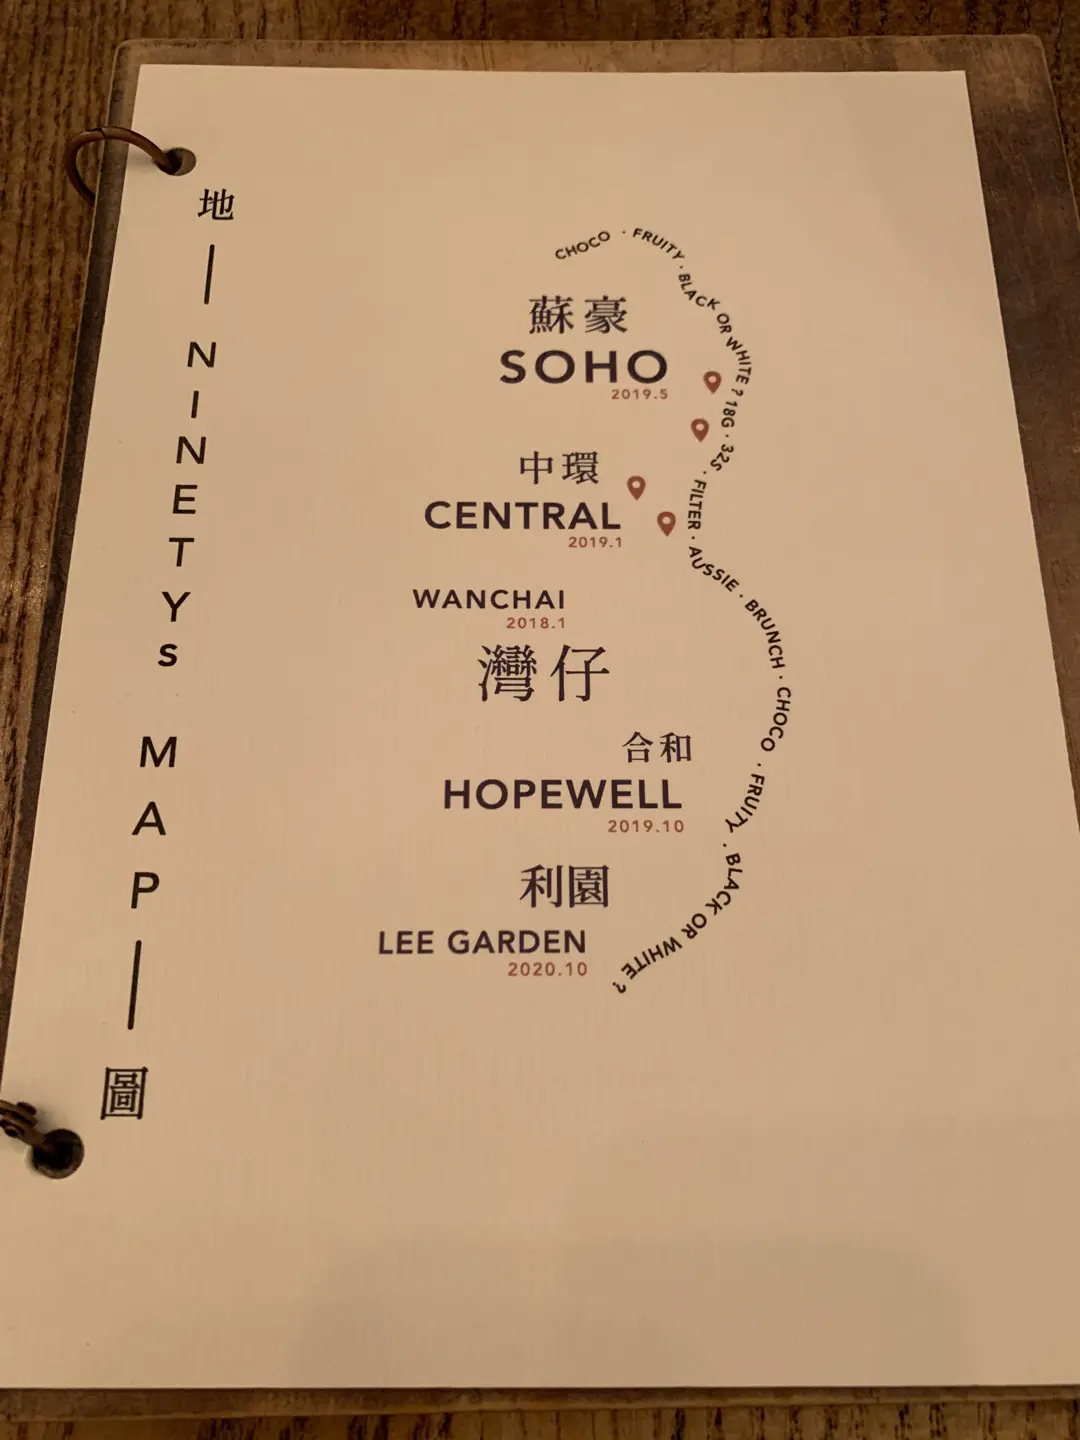 地
NINETYs MAP
圖
CHOCO · FRUITY · BLACK OR WHITE ? 18G · 32S · FILTER · AUSSIE · BRUNCH · CHOCO · FRUITY · BLACK OR WHITE ?
蘇豪
SOHO
2019.5
中環
CENTRAL
2019.1
WANCHAI
2018.1
灣仔
合和
HOPEWELL
2019.10
利園
LEE GARDEN
2020.10